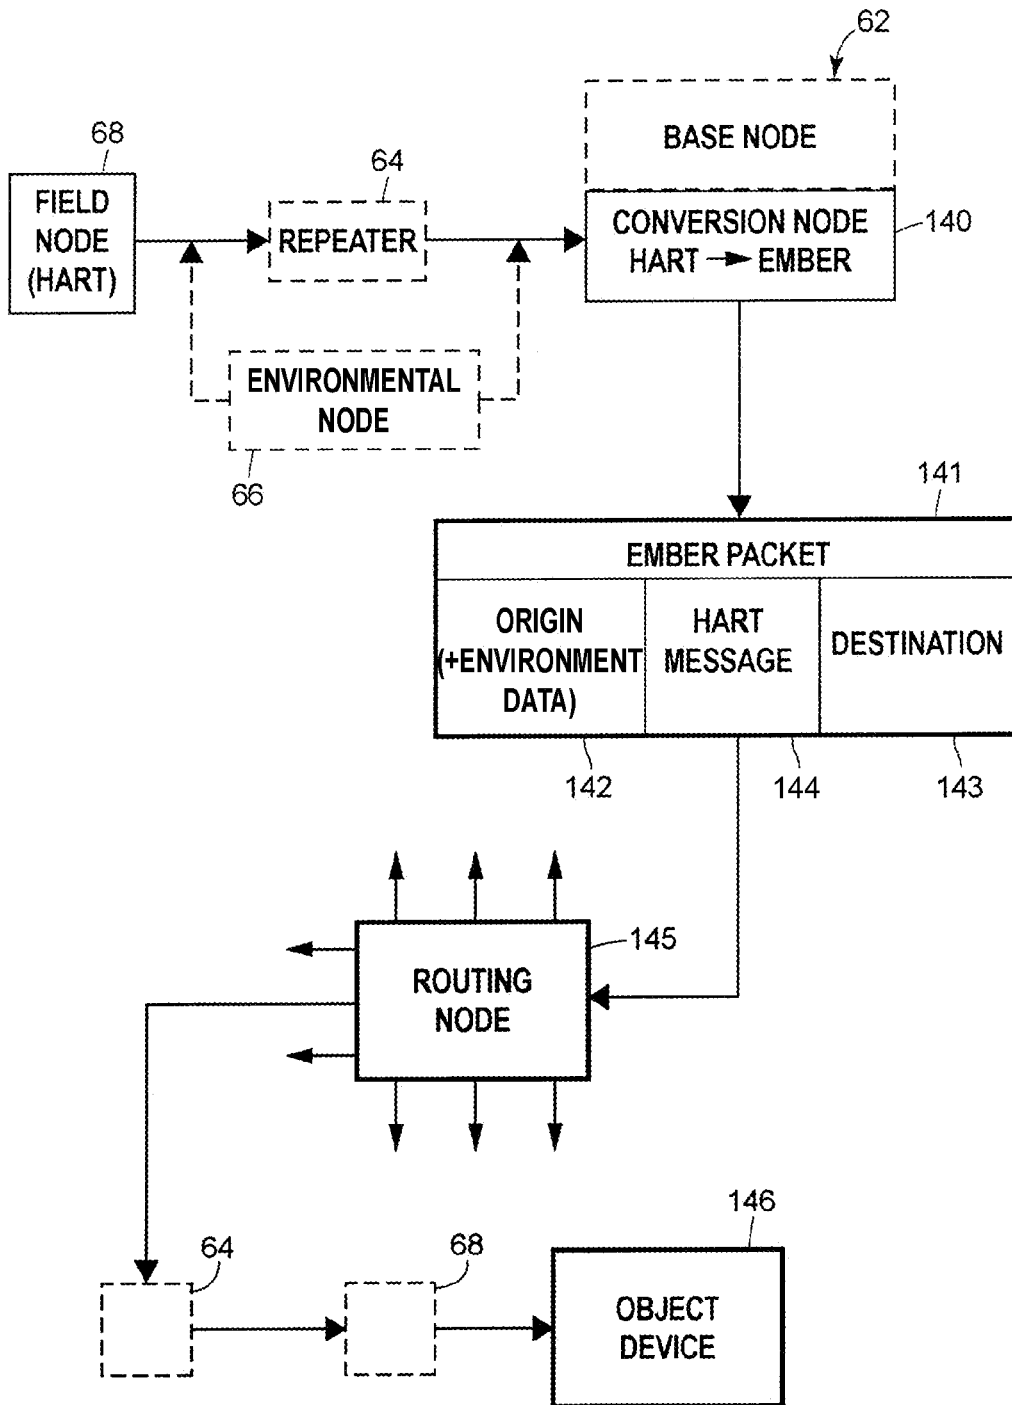 62
68
64
BASE NODE
FIELD
NODE
(HART)
REPEATER
CONVERSION NODE
HART EMBER
140
ENVIRONMENTAL
NODE
66
141
EMBER PACKET
ORIGIN
(+ENVIRONMENT
DATA)
HART
MESSAGE
DESTINATION
142
144
143
145
ROUTING
NODE
146
64
68
OBJECT
DEVICE